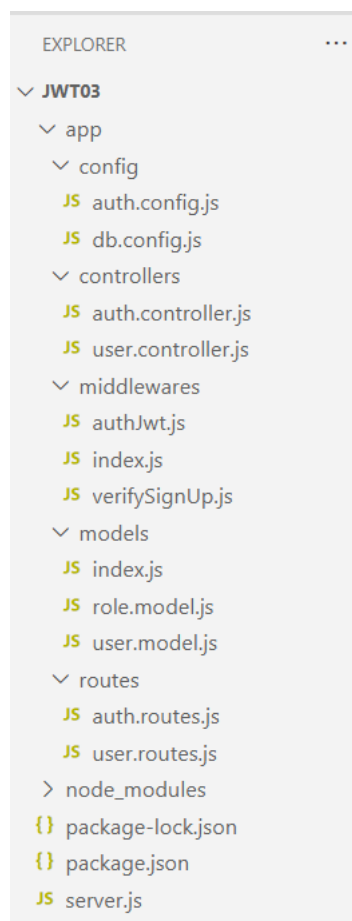 EXPLORER ...
JWT03
app
config
JS auth.config.js
JS db.config.js
controllers
JS auth.controller.js
JS user.controller.js
middlewares
JS authJwt.js
JS index.js
JS verifySignUp.js
models
JS index.js
JS role.model.js
JS user.model.js
routes
JS auth.routes.js
JS user.routes.js
node_modules
{} package-lock.json
{} package.json
JS server.js